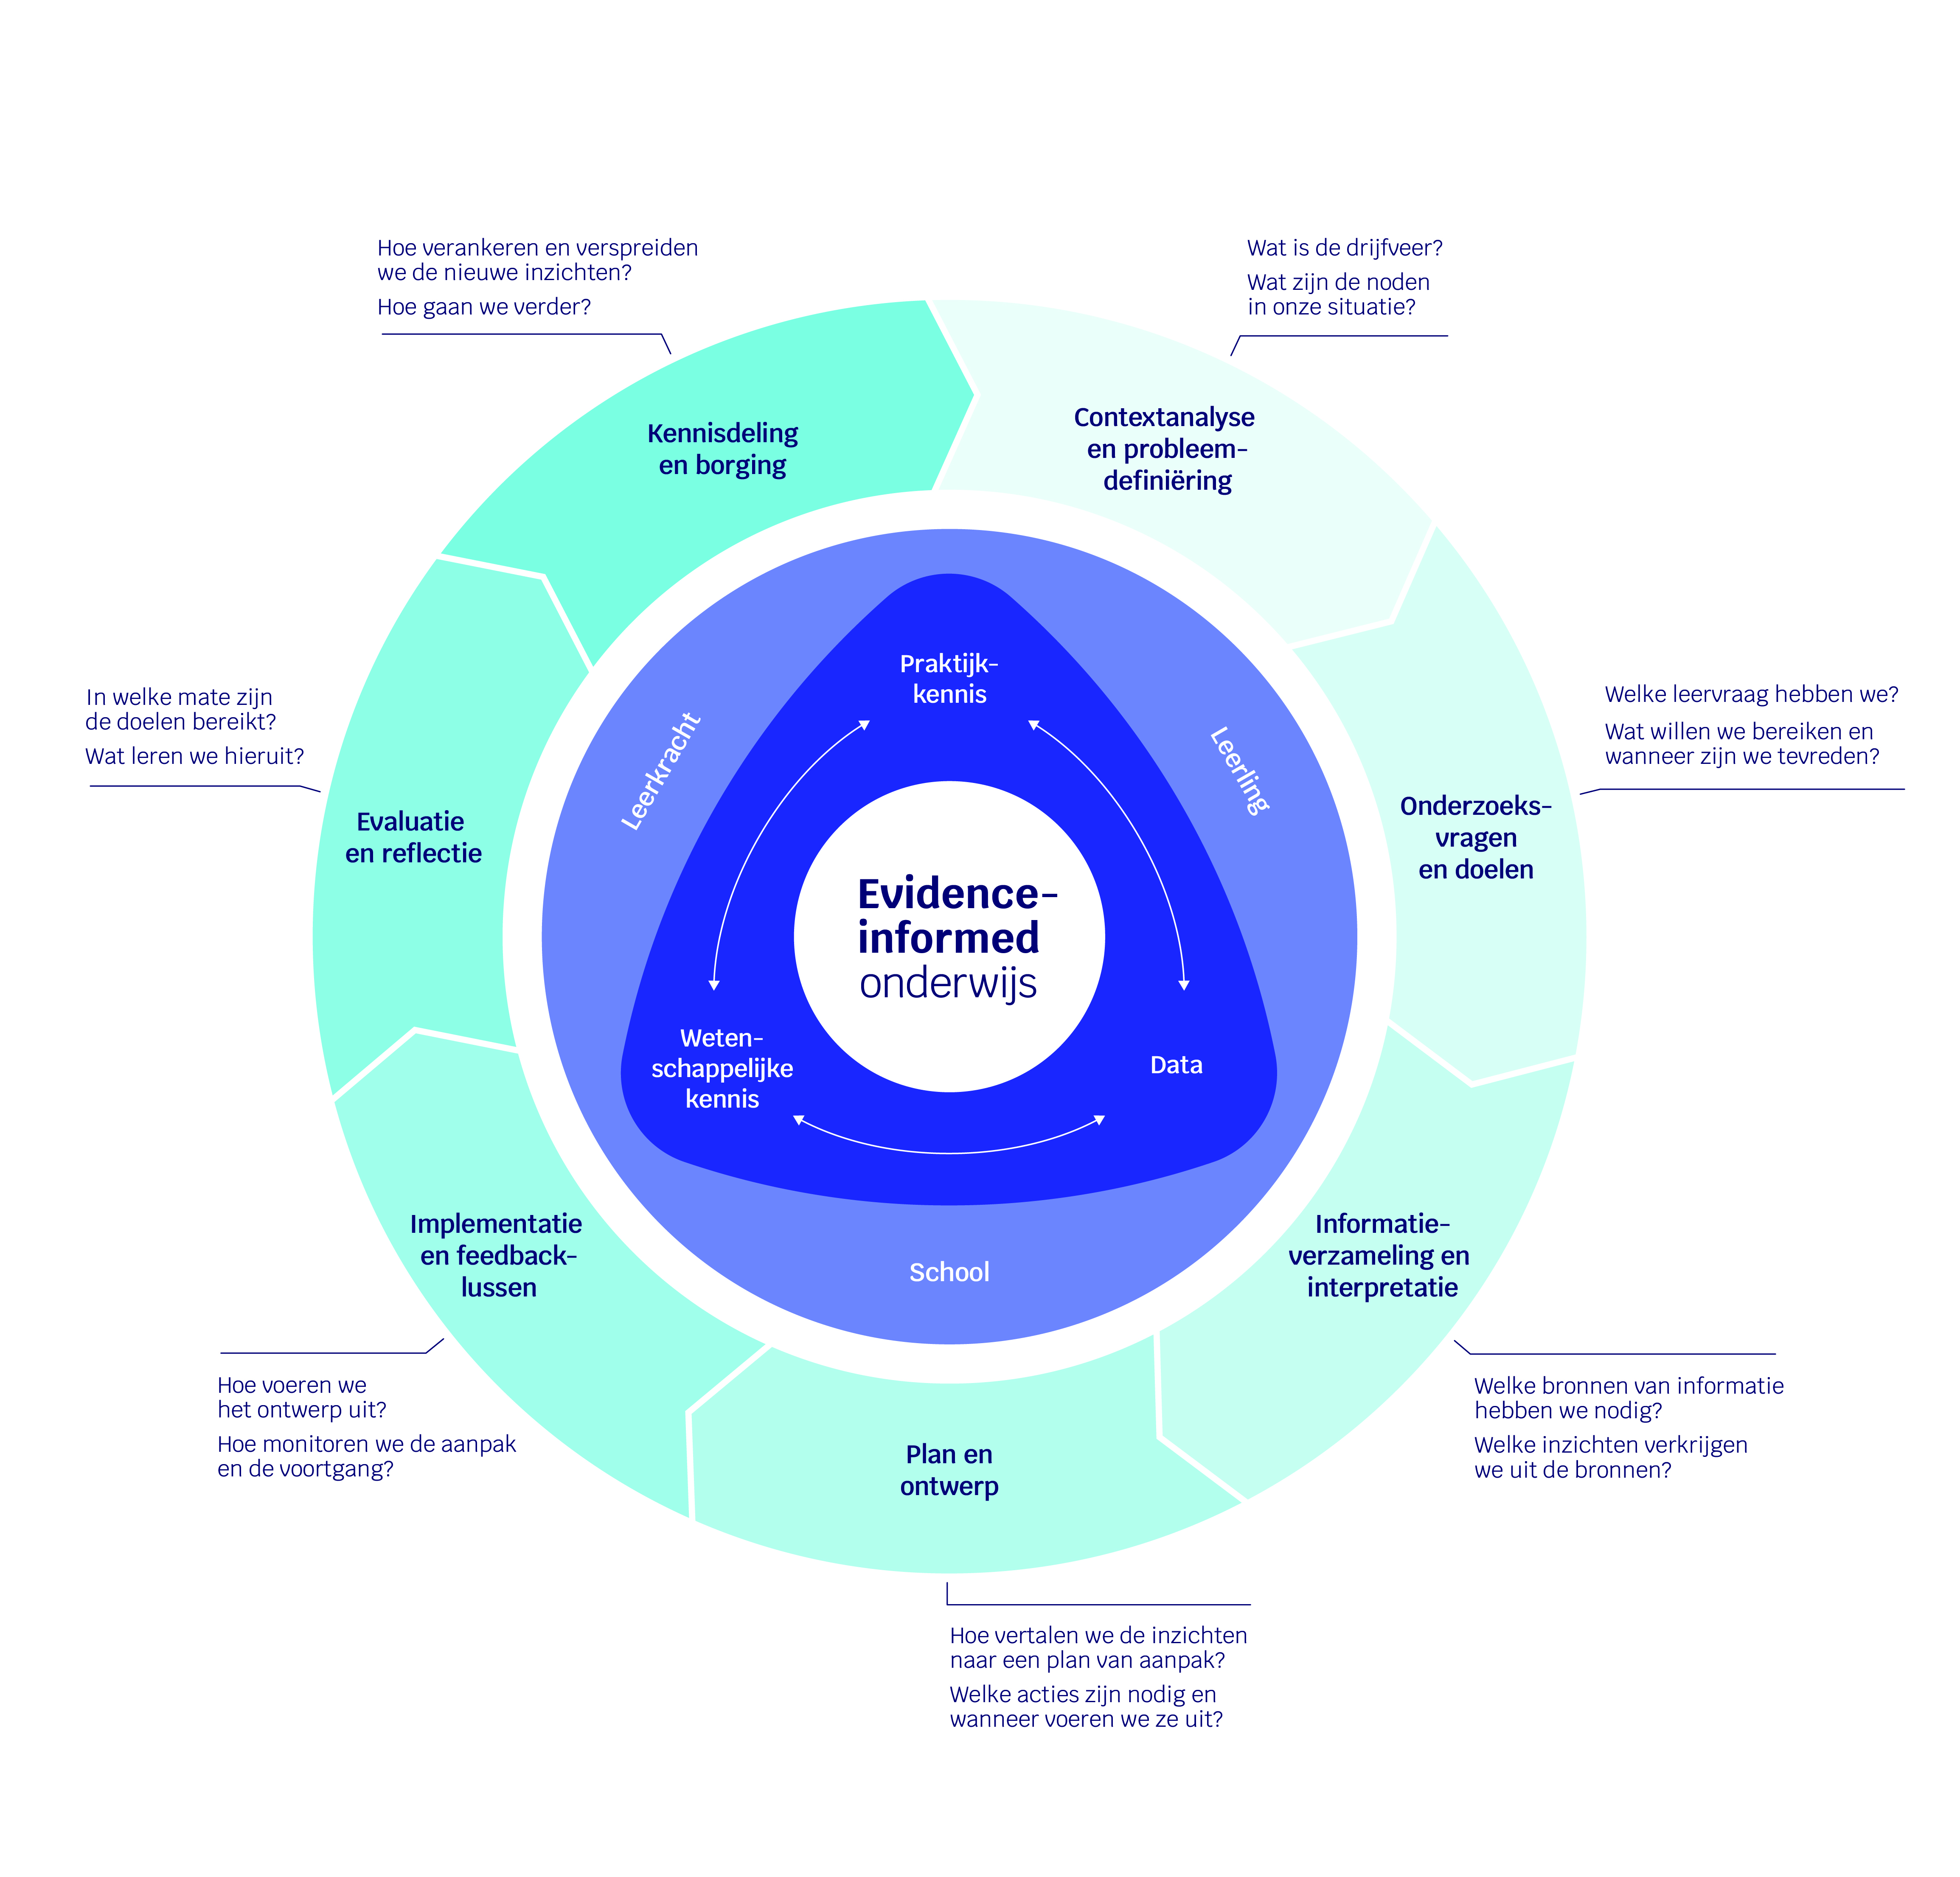 Hoe verankeren en verspreiden
we de nieuwe inzichten?
Hoe gaan we verder?
Wat is de drijfveer?
Wat zijn de noden
in onze situatie?
Kennisdeling
en borging
Contextanalyse
en probleem-
definiëring
In welke mate zijn
de doelen bereikt?
Wat leren we hieruit?
Welke leervraag hebben we?
Wat willen we bereiken en
wanneer zijn we tevreden?
Evaluatie
en reflectie
Onderzoeks-
vragen
en doelen
Leerkracht
Leerling
Praktijk-
kennis
Evidence-
informed
onderwijs
Weten-
schappelijke
kennis
Data
School
Implementatie
en feedback-
lussen
Informatie-
verzameling en
interpretatie
Hoe voeren we
het ontwerp uit?
Hoe monitoren we de aanpak
en de voortgang?
Plan en
ontwerp
Welke bronnen van informatie
hebben we nodig?
Welke inzichten verkrijgen
we uit de bronnen?
Hoe vertalen we de inzichten
naar een plan van aanpak?
Welke acties zijn nodig en
wanneer voeren we ze uit?